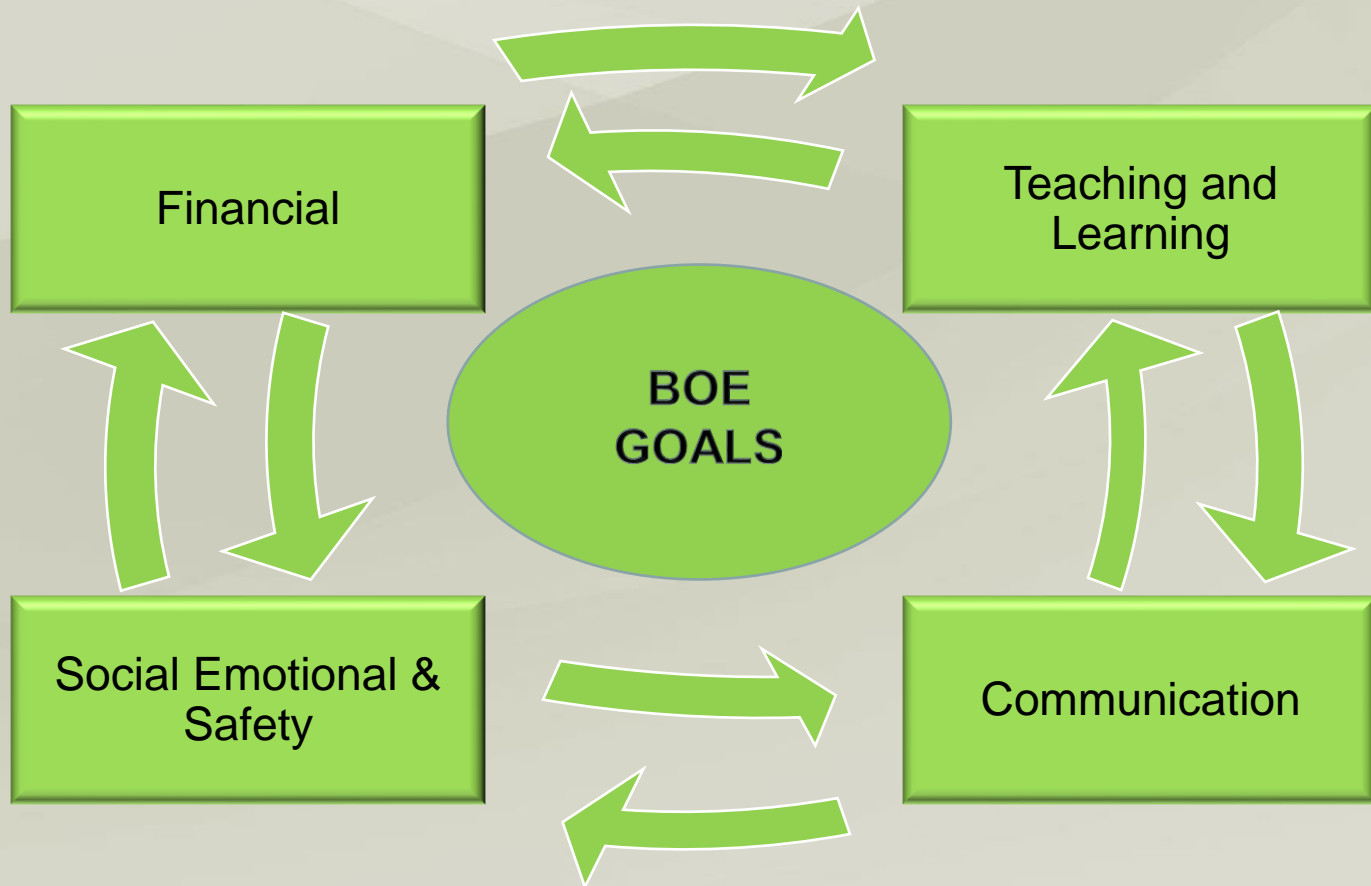 Financial
Teaching and
Learning
BOE
GOALS
Social Emotional &
Safety
Communication